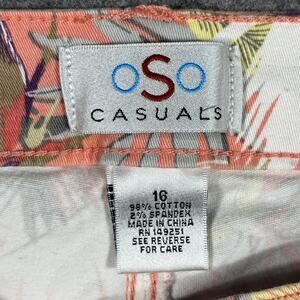 oSo
CASUALS
16
98% COTTON
2% SPANDEX
MADE IN CHINA
RN 149251
SEE REVERSE
FOR CARE